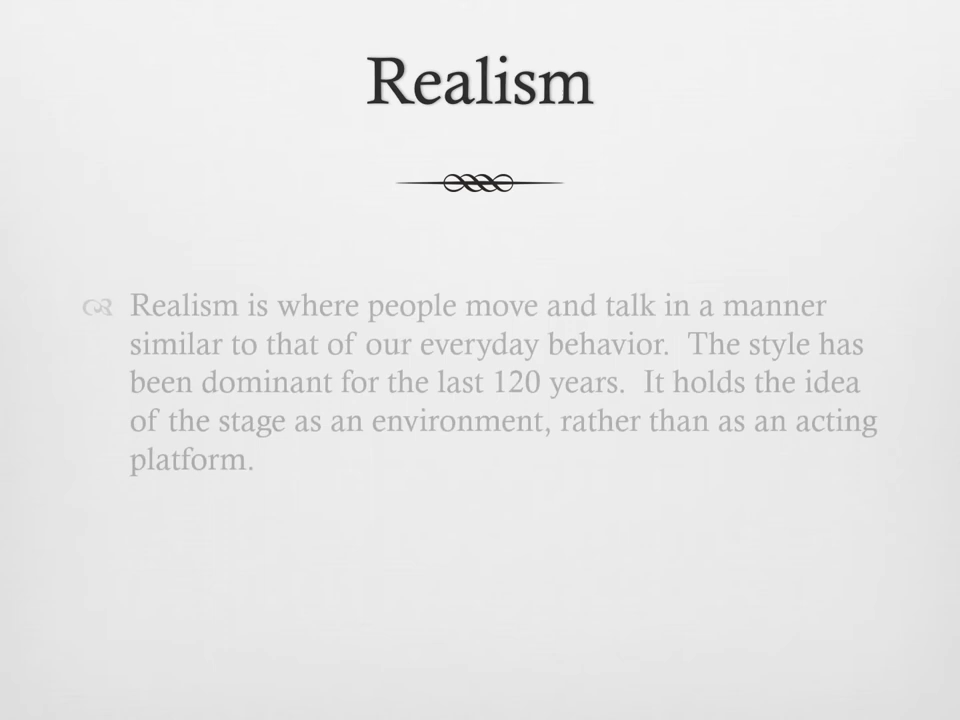 Realism
Realism is where people move and talk in a manner
similar to that of our everyday behavior.  The style has
been dominant for the last 120 years.  It holds the idea
of the stage as an environment, rather than as an acting
platform.